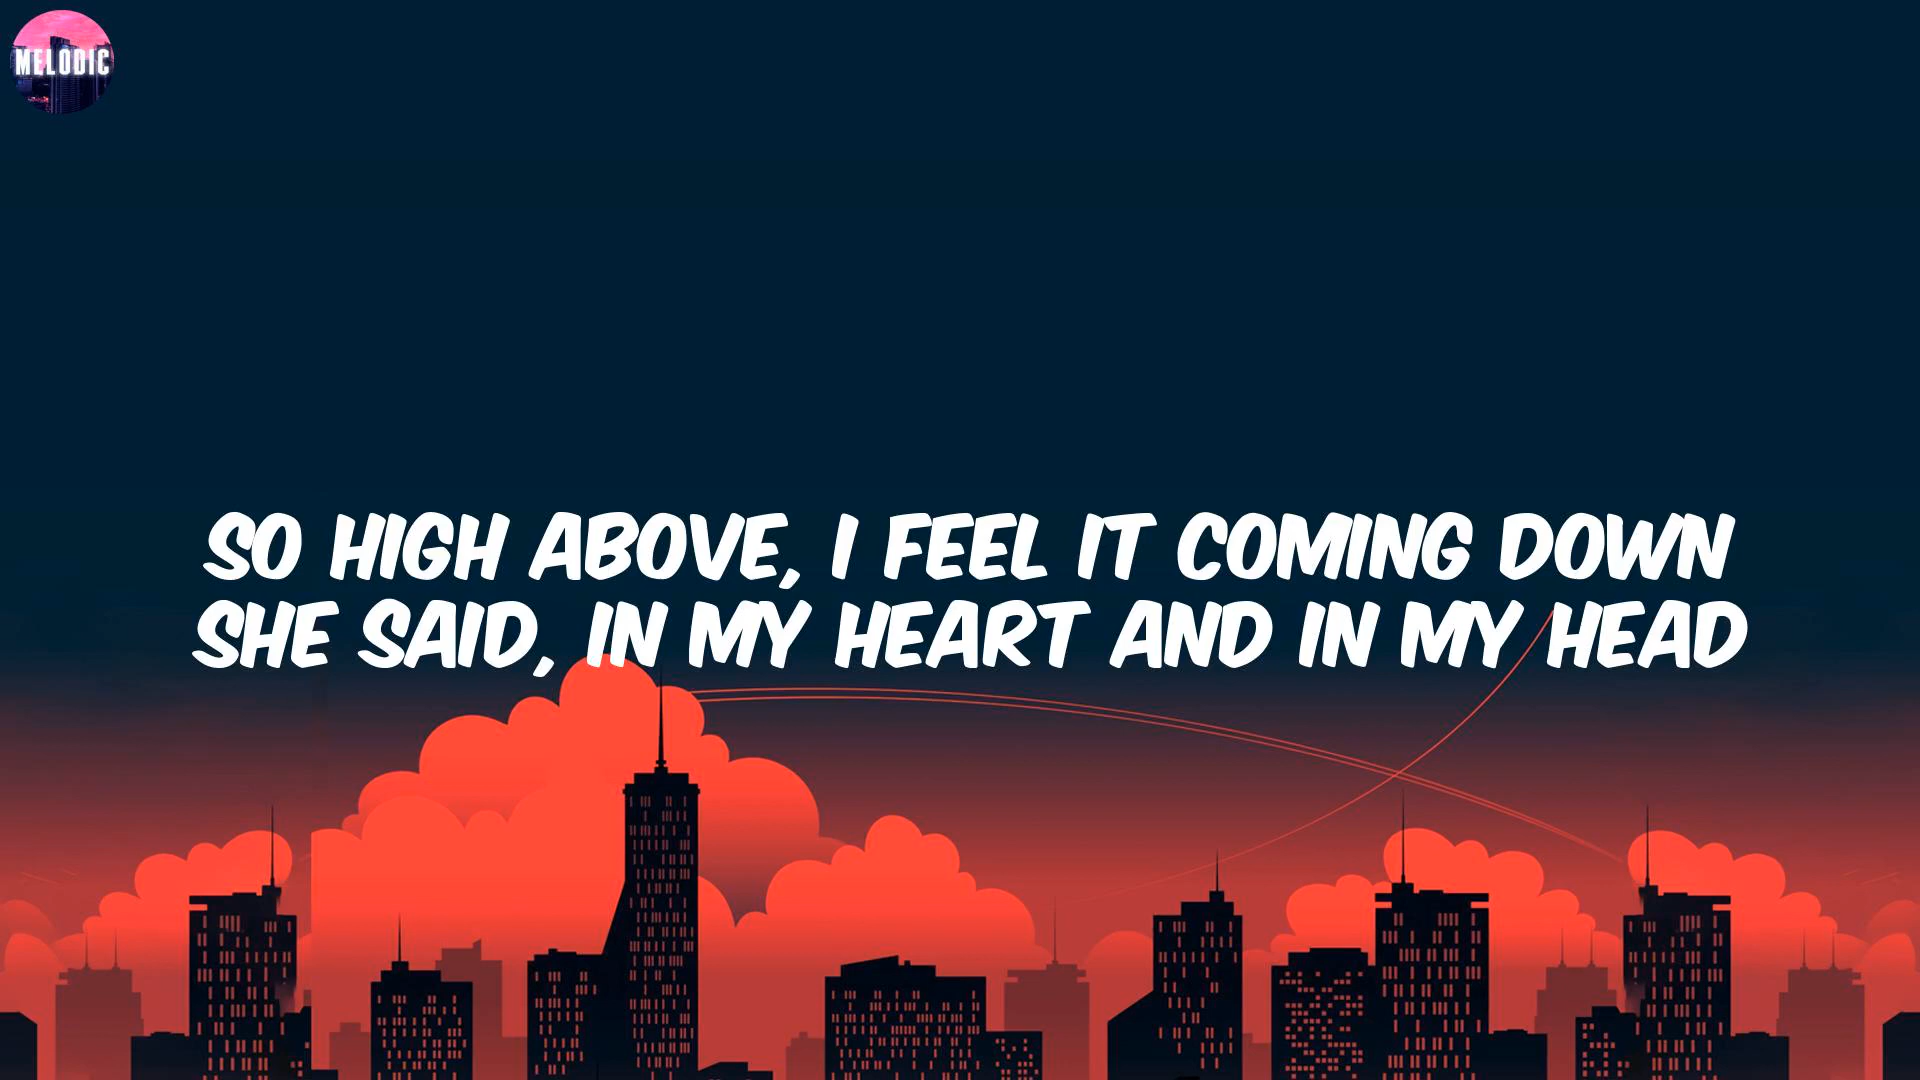 MELODIC
SO HIGH ABOVE, I FEEL IT COMING DOWN
SHE SAID, IN MY HEART AND IN MY HEAD